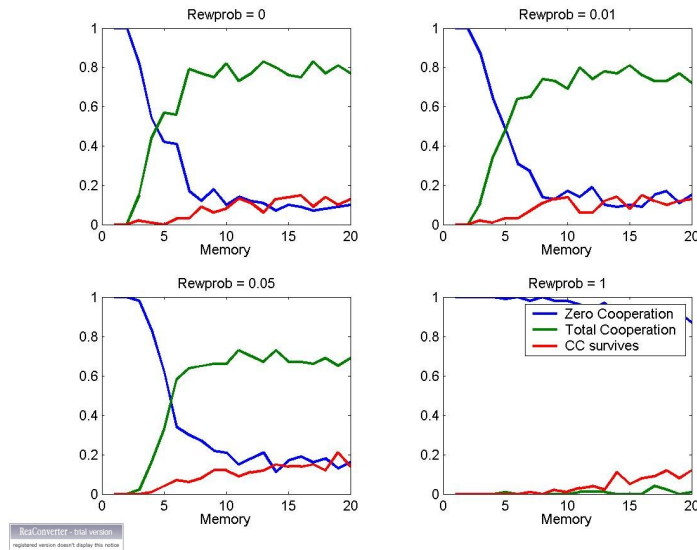 Rewprob = 0
1
0.8
0.6
0.4
0.2
0
0 5 10 15 20
Memory
Rewprob = 0.01
1
0.8
0.6
0.4
0.2
0
0 5 10 15 20
Memory
Rewprob = 0.05
1
0.8
0.6
0.4
0.2
0
0 5 10 15 20
Memory
Rewprob = 1
1
0.8
0.6
0.4
0.2
0
Zero Cooperation
Total Cooperation
CC survives
0 5 10 15 20
Memory
ReaConverter - trial version
registered version doesn't display this notice